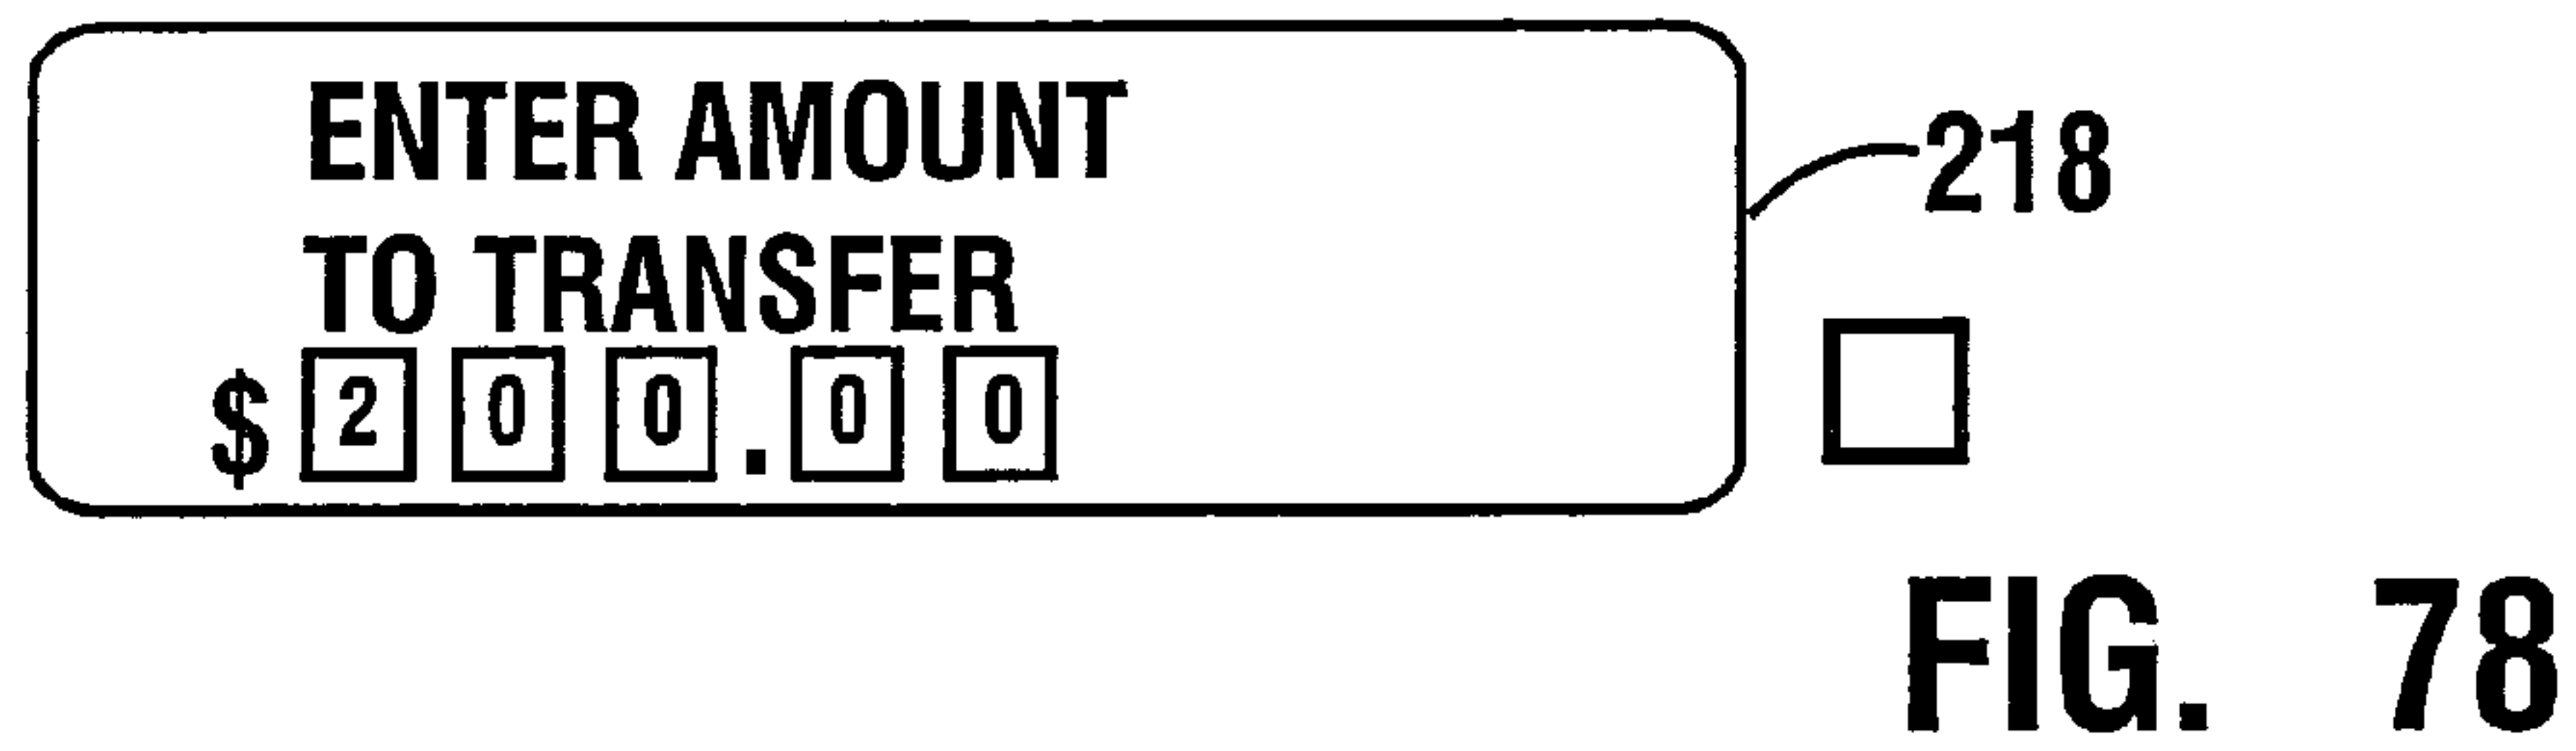 ENTER AMOUNT
TO TRANSFER
$ 2 0 0 . 0 0
218
FIG. 78